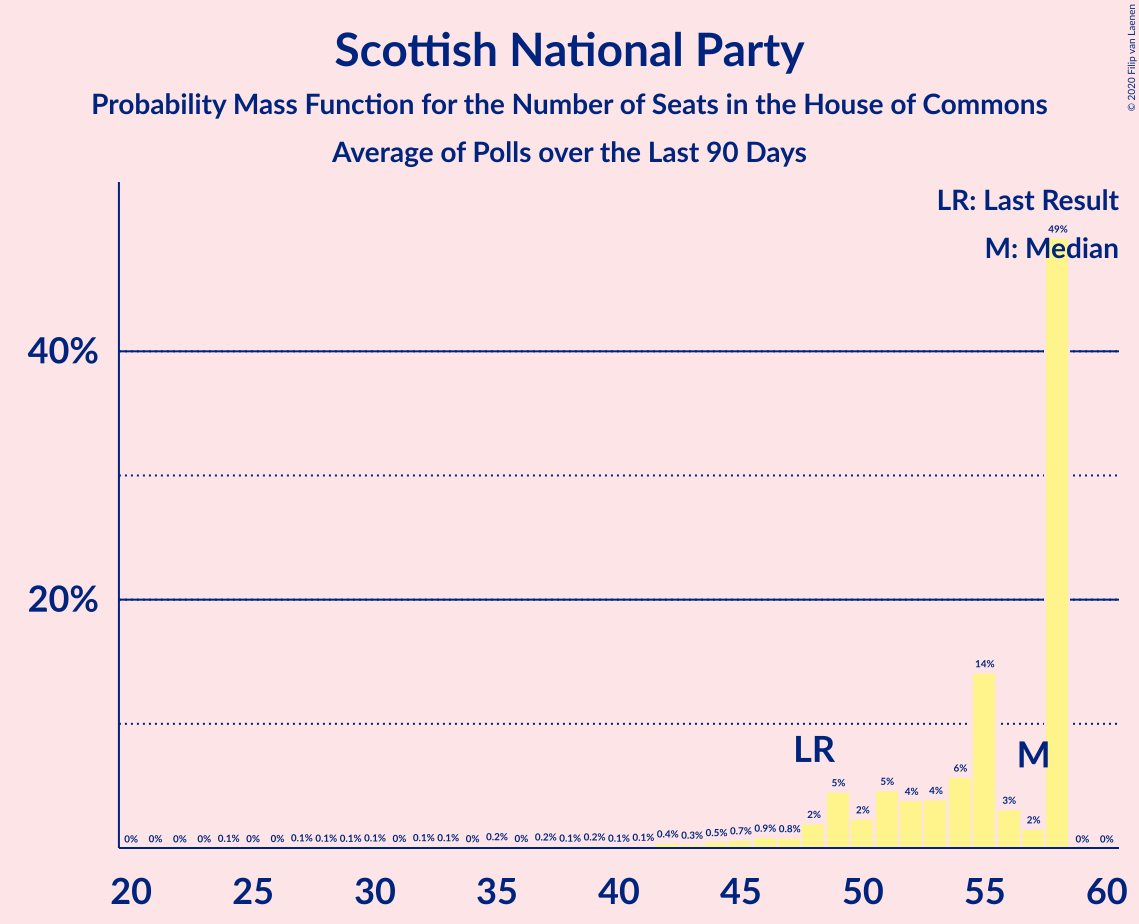 Scottish National Party
Probability Mass Function for the Number of Seats in the House of Commons
Average of Polls over the Last 90 Days
© 2020 Filip van Laenen
LR: Last Result
M: Median
40%
20%
LR
M
0% 0% 0% 0% 0.1% 0% 0% 0.1% 0.1% 0.1% 0.1% 0% 0.1% 0.1% 0% 0.2% 0% 0.2% 0.1% 0.2% 0.1% 0.1% 0.4% 0.3% 0.5% 0.7% 0.9% 0.8% 2% 5% 2% 5% 4% 4% 6% 14% 3% 2% 49% 0% 0%
20 25 30 35 40 45 50 55 60